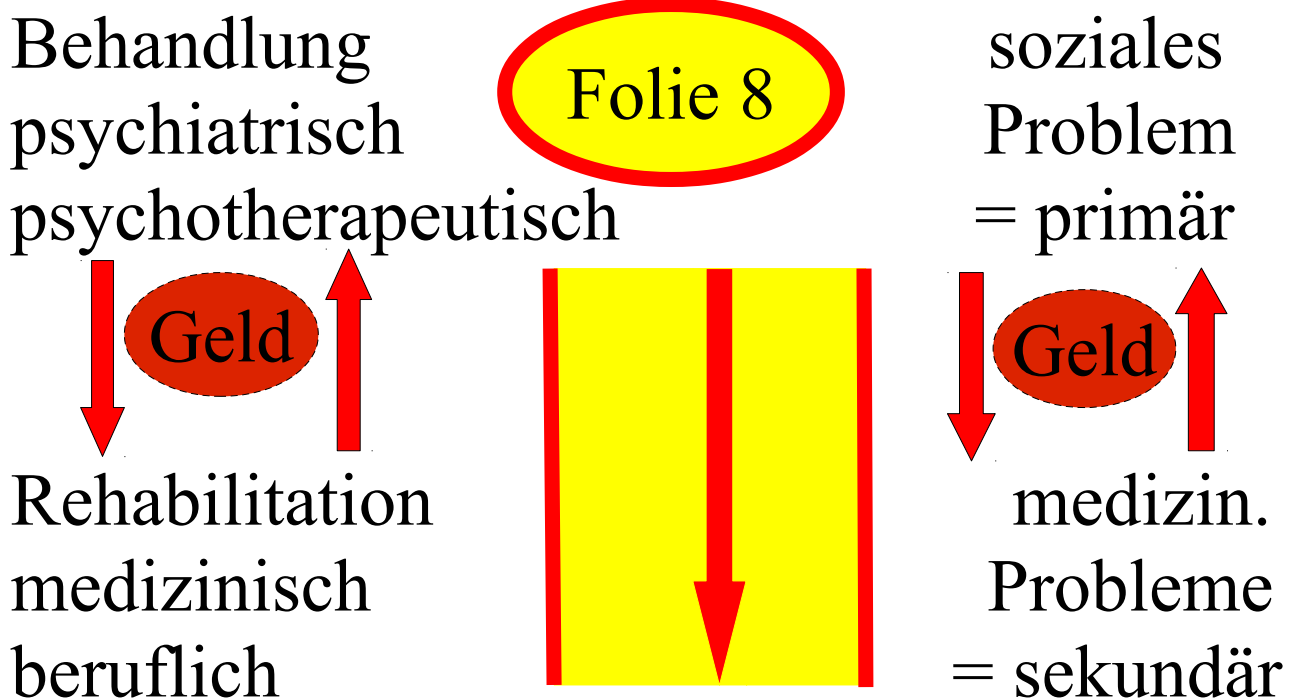 Behandlung
psychiatrisch
psychotherapeutisch
Folie 8
soziales
Problem
= primär
Geld
Geld
Rehabilitation
medizinisch
beruflich
medizin.
Probleme
= sekundär